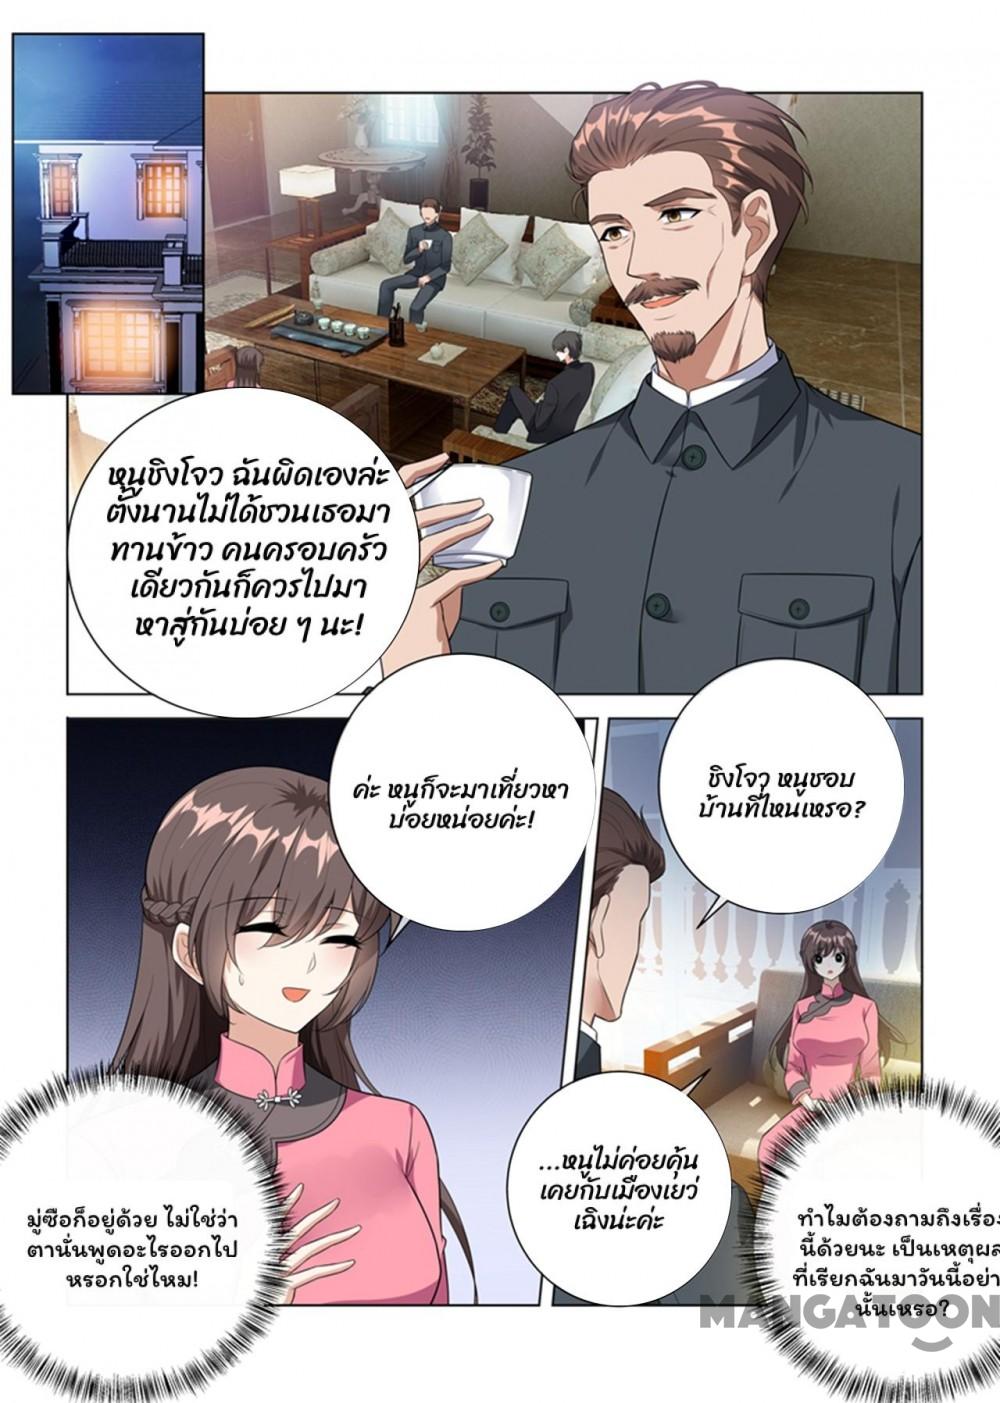 หนูชิงโจว ฉันผิดเองล่ะ
ตั้งนานไม่ได้ชวนเธอมา
ทานข้าว คนครอบครัว
เดียวกันก็ควรไปมา
หาสู่กันบ่อย ๆ นะ!
ค่ะ หนูก็จะมาเที่ยวหา
บ่อยหน่อยค่ะ!
ชิงโจว หนูชอบ
บ้านที่ไหนเหรอ?
...หนูไม่ค่อยคุ้น
เคยกับเมืองเยว่
เฉิงน่ะค่ะ
มู่ซือก็อยู่ด้วย ไม่ใช่ว่า
ตานั่นพูดอะไรออกไป
หรอกใช่ไหม!
ทำไมต้องถามถึงเรื่อง
นี้ด้วยนะ เป็นเหตุผล
ที่เรียกฉันมาวันนี้อย่า
นั้นเหรอ?
MANGATOON